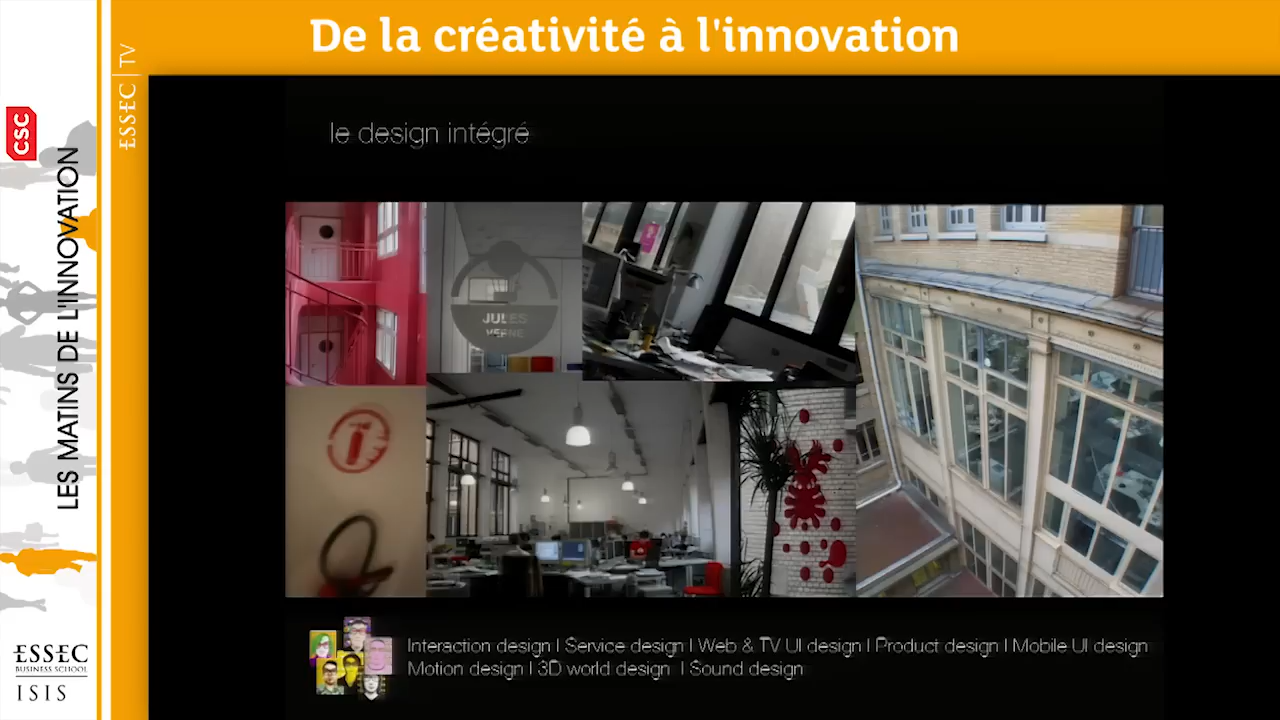 De la créativité à l'innovation
ESSEC | TV
CSC
LES MATINS DE L'INNOVATION
le design intégré
JULES
VERNE
Interaction design I Service design I Web & TV UI design I Product design I Mobile UI design
Motion design I 3D world design I Sound design
ESSEC
BUSINESS SCHOOL
ISIS